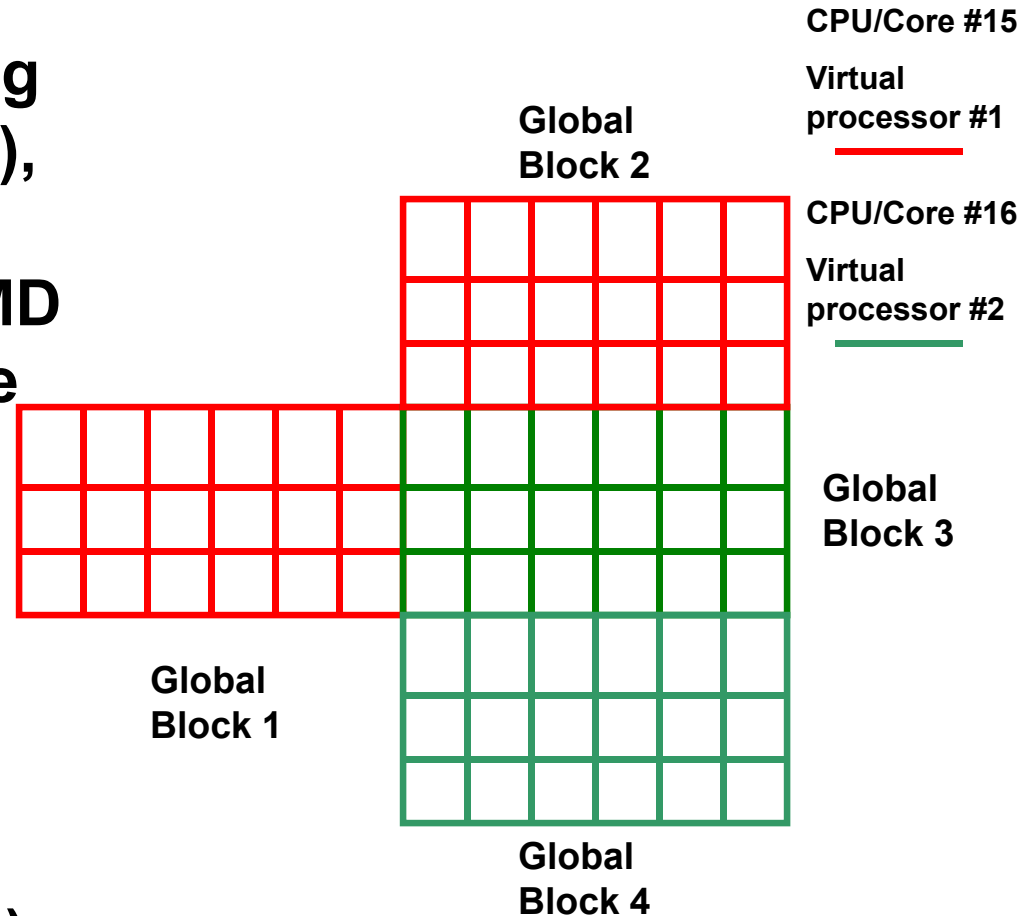 g
),
MD
e
CPU/Core #15
Virtual
processor #1
CPU/Core #16
Virtual
processor #2
Global
Block 2
Global
Block 3
Global
Block 1
Global
Block 4
)